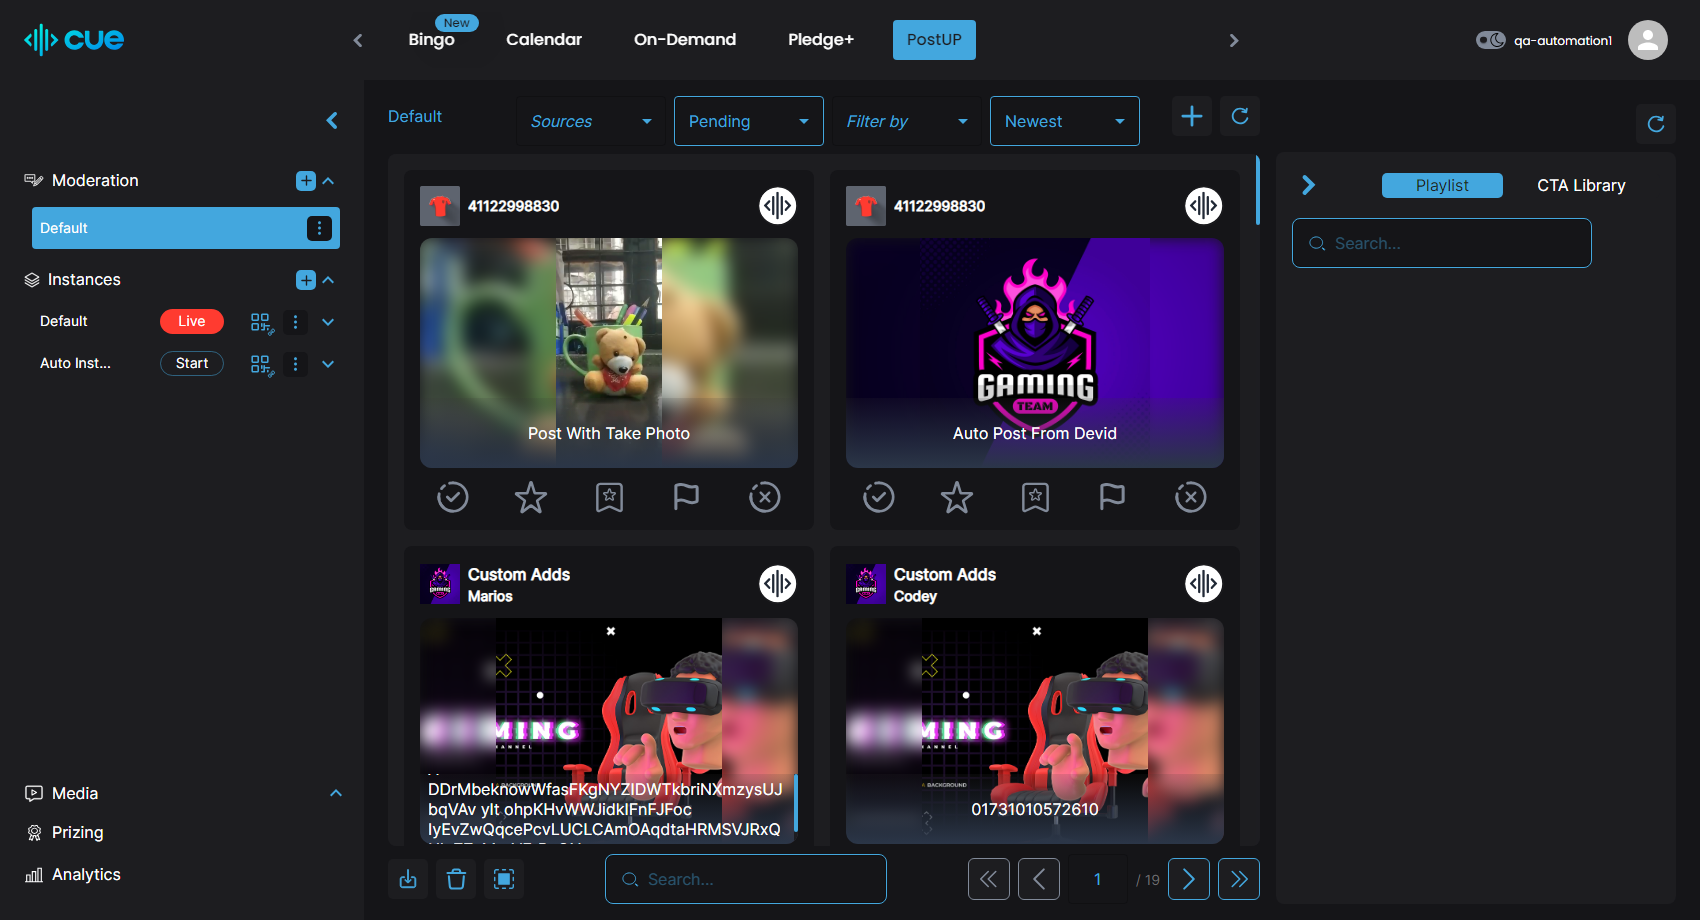 cue
New
Bingo
Calendar
On-Demand
Pledge+
PostUP
qa-automation1
Default
Sources
Pending
Filter by
Newest
Moderation
Default
Instances
Default
Live
Auto Inst...
Start
Media
Prizing
Analytics
41122998830
Post With Take Photo
41122998830
GAMING
TEAM
Auto Post From Devid
Custom Adds
Marios
MING
DDrMbeknowWfasFKgNYZIDWTkbriNXmzysUJ
bqVAv yIt ohpKHvWWJidklFnFJFoc
lyEvZwQqcePcvLUCLCAmOAqdtaHRMSVJRxQ
Custom Adds
Codey
MING
BACKGROUND
01731010572610
Search...
1
/ 19
Playlist
CTA Library
Search...